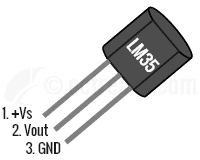 LM35
1. +Vs
2. Vout
3. GND